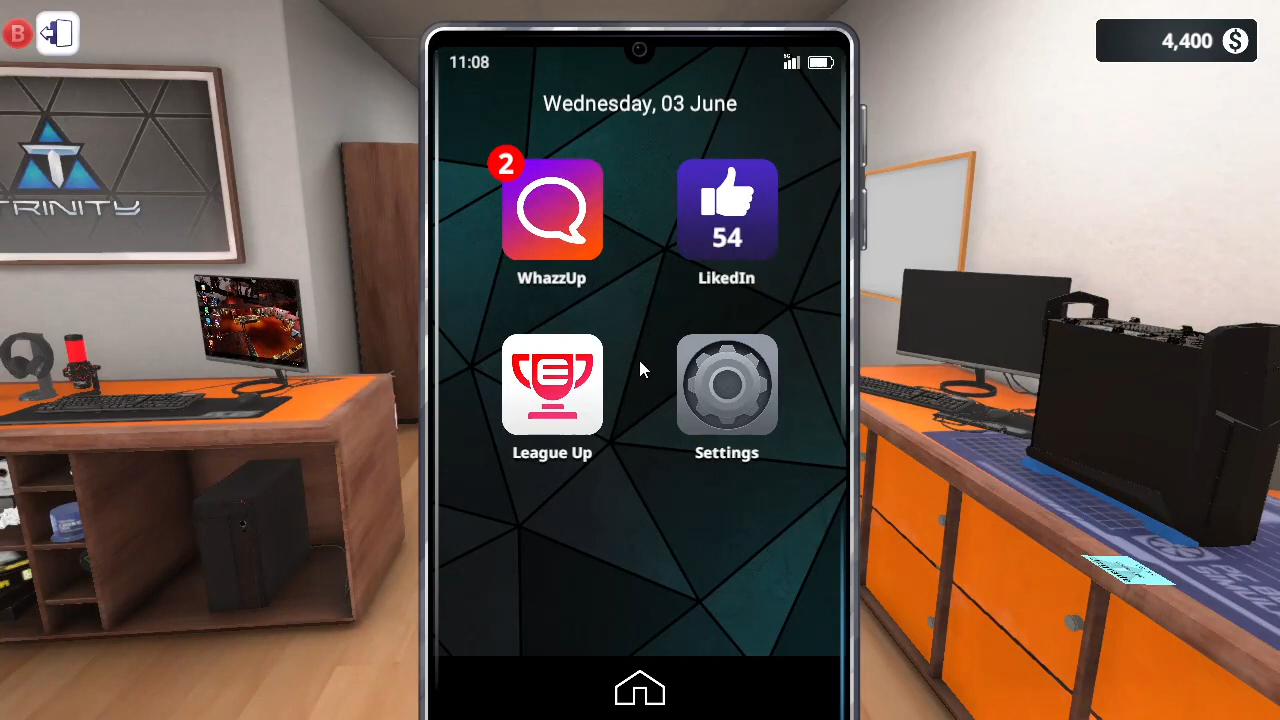 B
4,400 $
11:08
Wednesday, 03 June
2
54
WhazzUp
LikedIn
TRINITY
League Up
Settings